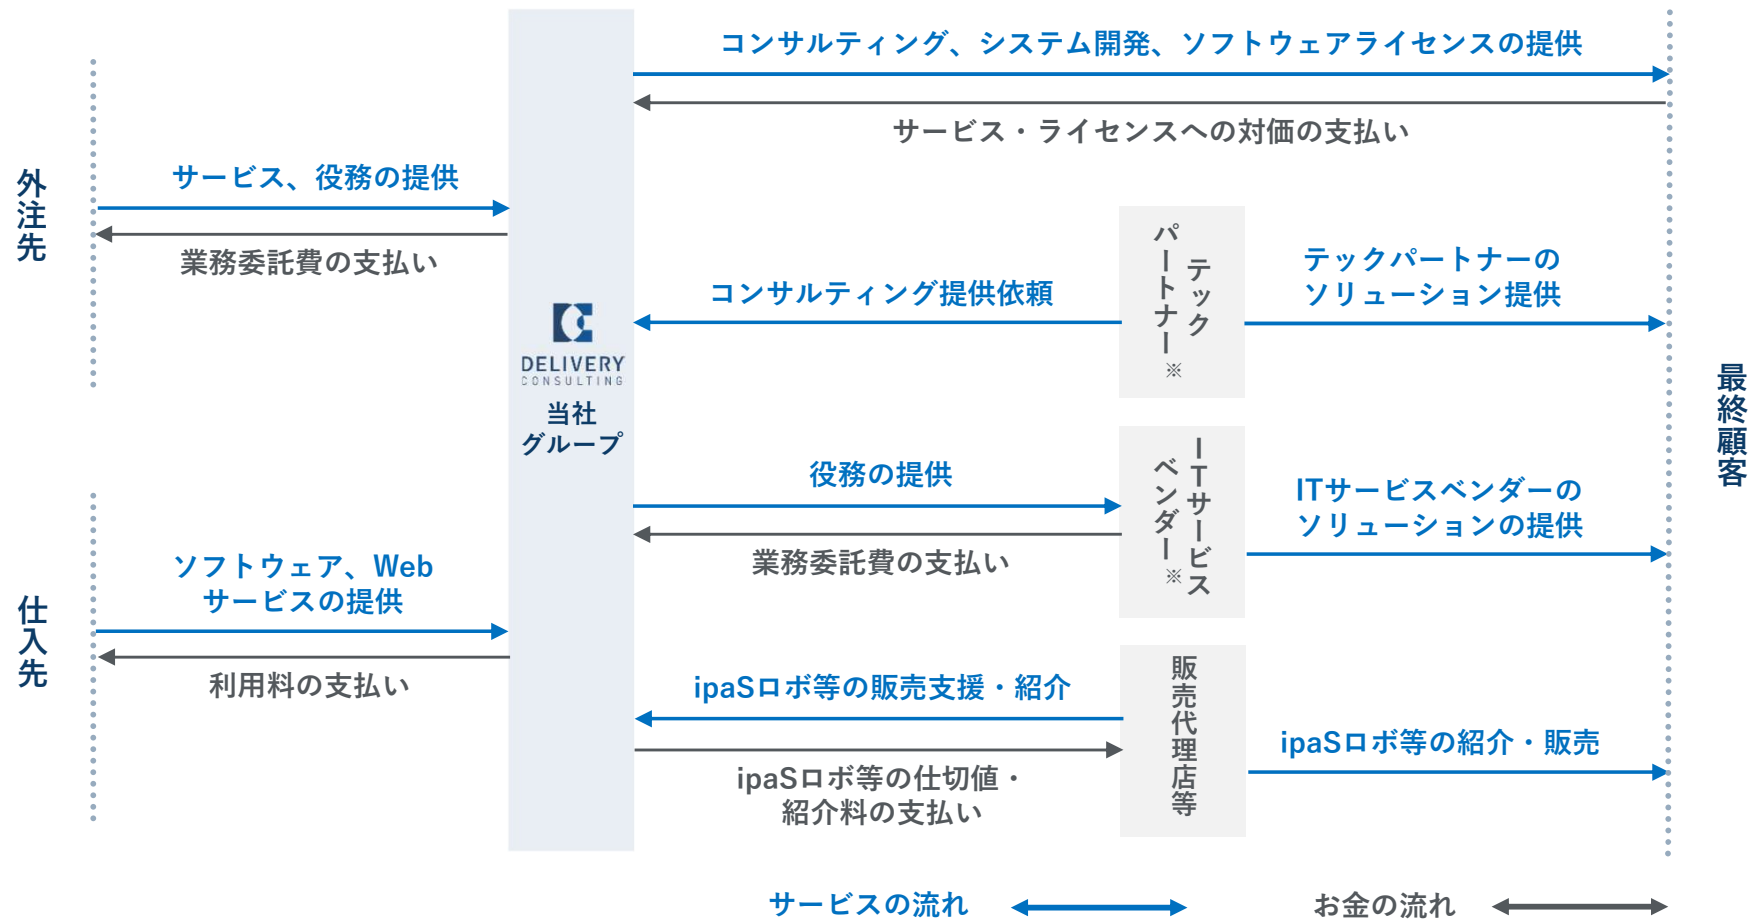 コンサルティング、システム開発、ソフトウェアライセンスの提供
サービス・ライセンスへの対価の支払い
外注先
サービス、役務の提供
業務委託費の支払い
DELIVERY
CONSULTING
当社
グループ
コンサルティング提供依頼
テック
パートナー※
テックパートナーの
ソリューション提供
最終顧客
役務の提供
業務委託費の支払い
ITサービス
ベンダー※
ITサービスベンダーの
ソリューションの提供
仕入先
ソフトウェア、Web
サービスの提供
利用料の支払い
ipaSロボ等の販売支援・紹介
ipaSロボ等の仕切値・
紹介料の支払い
販売代理店等
ipaSロボ等の紹介・販売
サービスの流れ
お金の流れ